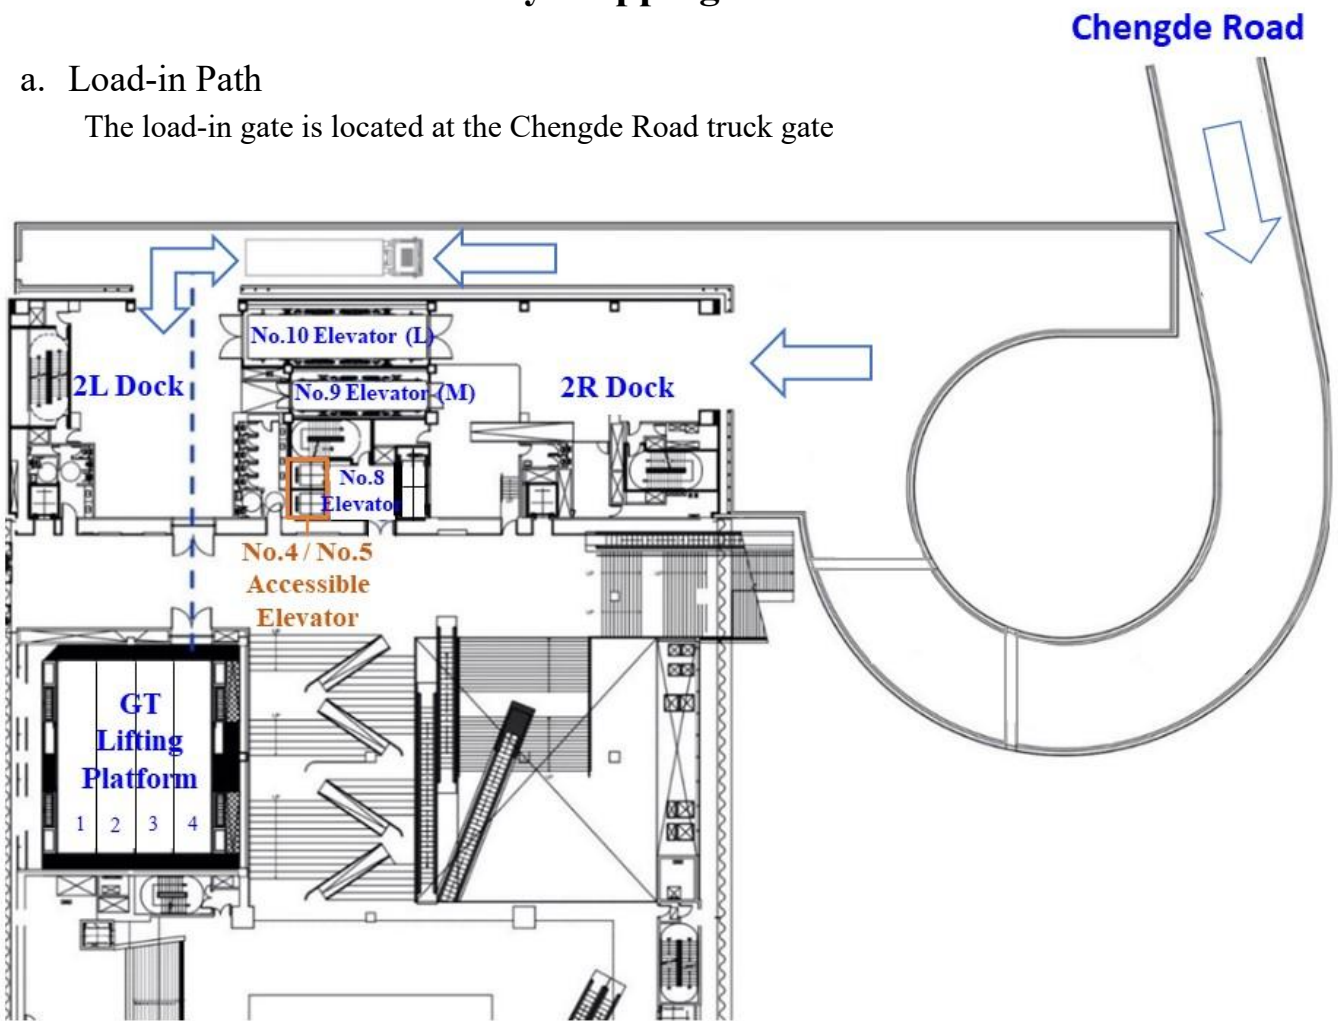 Chengde Road
a. Load-in Path
The load-in gate is located at the Chengde Road truck gate
No.10 Elevator (L)
2L Dock
No.9 Elevator (M)
2R Dock
No.8
Elevator
No.4 / No.5
Accessible
Elevator
GT
Lifting
Platform
1 2 3 4